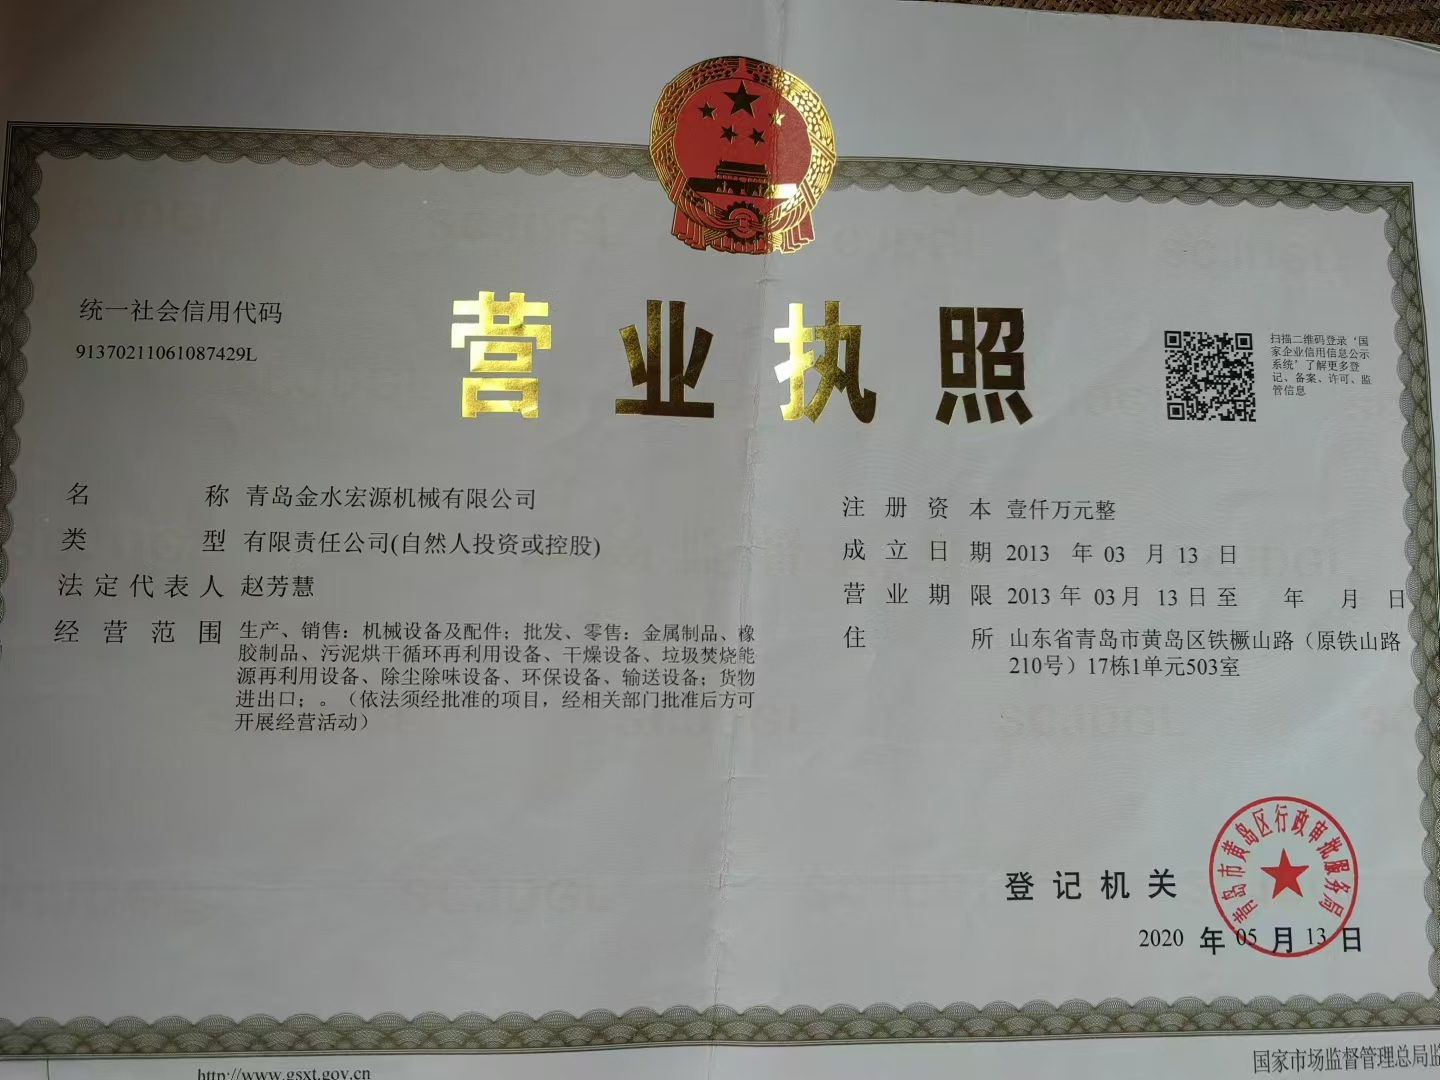 统一社会信用代码
91370211061087429L
营业执照
扫描二维码登录‘国
家企业信用信息公示
系统’了解更多登
记、备案、许可、监
管信息
名称 青岛金水宏源机械有限公司
类型 有限责任公司(自然人投资或控股)
法定代表人 赵芳慧
经营范围 生产、销售：机械设备及配件；批发、零售：金属制品、橡
胶制品、污泥烘干循环再利用设备、干燥设备、垃圾焚烧能
源再利用设备、除尘除味设备、环保设备、输送设备；货物
进出口；。（依法须经批准的项目，经相关部门批准后方可
开展经营活动）
注册资本 壹仟万元整
成立日期 2013 年 03 月 13 日
营业期限 2013 年 03 月 13 日 至 年 月 日
住所 山东省青岛市黄岛区铁橛山路（原铁山路
210号）17栋1单元503室
青岛市黄岛区行政审批服务局
登记机关
2020 年 05 月 13 日
http://www.gsxt.gov.cn
国家市场监督管理总局监